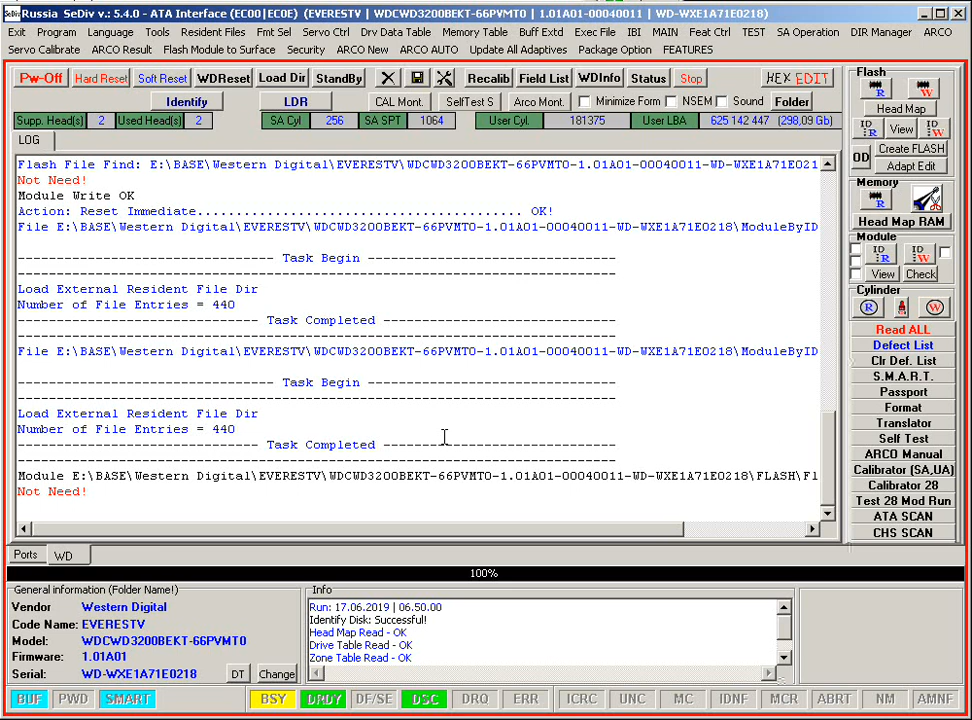 Russia SeDiv v.: 5.4.0 - ATA Interface (EC00|EC0E) (EVERESTV | WDCWD3200BEKT-66PVMT0 | 1.01A01-00040011 | WD-WXE1A71E0218)
Exit Program Language Tools Resident Files Fmt Sel Servo Ctrl Drv Data Table Memory Table Buff Extd Exec File IBI MAIN Feat Ctrl TEST SA Operation DIR Manager ARCO
Servo Calibrate ARCO Result Flash Module to Surface Security ARCO New ARCO AUTO Update All Adaptives Package Option FEATURES
Pw-Off Hard Reset Soft Reset WDReset Load Dir StandBy Recalib Field List WDInfo Status Stop HEX EDIT
Identify LDR CAL Mont. SelfTest S Arco Mont. Minimize Form NSEM Sound Folder
Supp. Head(s) 2 Used Head(s) 2 SA Cyl 256 SA SPT 1064 User Cyl. 181375 User LBA 625 142 447 (298,09 Gb)
LOG
Flash File Find: E:\BASE\Western Digital\EVERESTV\WDCWD3200BEKT-66PVMT0-1.01A01-00040011-WD-WXE1A71E021
Not Need!
Module Write OK
Action: Reset Immediate.......................................... OK!
File E:\BASE\Western Digital\EVERESTV\WDCWD3200BEKT-66PVMT0-1.01A01-00040011-WD-WXE1A71E0218\ModuleByID
--------------------------------- Task Begin --------------------------------
Load External Resident File Dir
Number of File Entries = 440
------------------------------- Task Completed ------------------------------
File E:\BASE\Western Digital\EVERESTV\WDCWD3200BEKT-66PVMT0-1.01A01-00040011-WD-WXE1A71E0218\ModuleByID
--------------------------------- Task Begin --------------------------------
Load External Resident File Dir
Number of File Entries = 440
------------------------------- Task Completed ------------------------------
Module E:\BASE\Western Digital\EVERESTV\WDCWD3200BEKT-66PVMT0-1.01A01-00040011-WD-WXE1A71E0218\FLASH\Fl
Not Need!
Flash
R W
Head Map
ID R View ID W
OD Create FLASH
Adapt Edit
Memory
R
Head Map RAM
Module
ID R ID W
View Check
Cylinder
R W
Read ALL
Defect List
Clr Def. List
S.M.A.R.T.
Passport
Format
Translator
Self Test
ARCO Manual
Calibrator (SA,UA)
Calibrator 28
Test 28 Mod Run
ATA SCAN
CHS SCAN
Ports WD
100%
General information (Folder Name!)
Vendor Western Digital
Code Name: EVERESTV
Model: WDCWD3200BEKT-66PVMT0
Firmware: 1.01A01
Serial: WD-WXE1A71E0218 DT Change
Info
Run: 17.06.2019 | 06.50.00
Identify Disk: Successful!
Head Map Read - OK
Drive Table Read - OK
Zone Table Read - OK
BUF PWD SMART BSY DRDY DF/SE DSC DRQ ERR ICRC UNC MC IDNF MCR ABRT NM AMNF